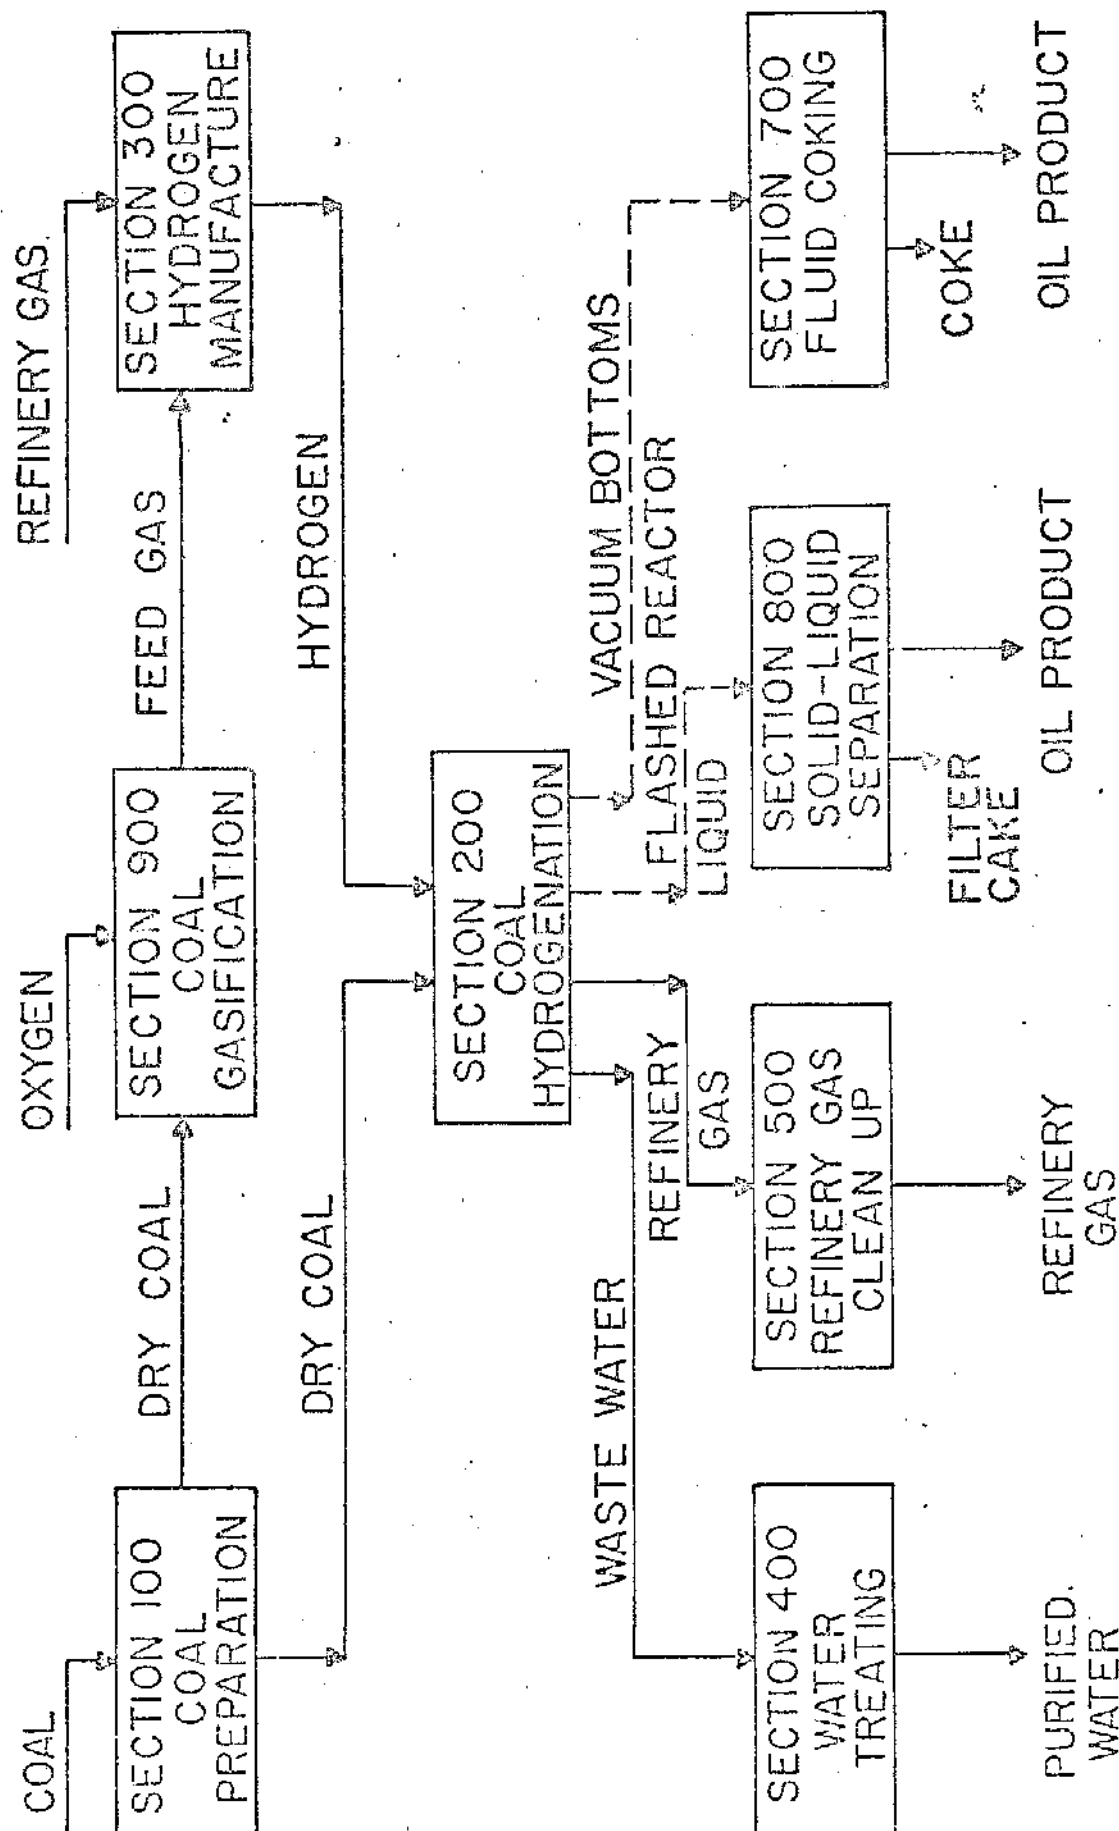 COAL
OXYGEN
REFINERY GAS
SECTION 100
COAL
PREPARATION
DRY COAL
SECTION 900
COAL
GASIFICATION
FEED GAS
SECTION 300
HYDROGEN
MANUFACTURE
DRY COAL
HYDROGEN
SECTION 200
COAL
HYDROGENATION
WASTE WATER
REFINERY
GAS
VACUUM BOTTOMS
FLASHED REACTOR
LIQUID
SECTION 400
WATER
TREATING
SECTION 500
REFINERY GAS
CLEAN UP
SECTION 800
SOLID-LIQUID
SEPARATION
SECTION 700
FLUID COKING
FILTER
CAKE
COKE
PURIFIED.
WATER
REFINERY
GAS
OIL PRODUCT
OIL PRODUCT